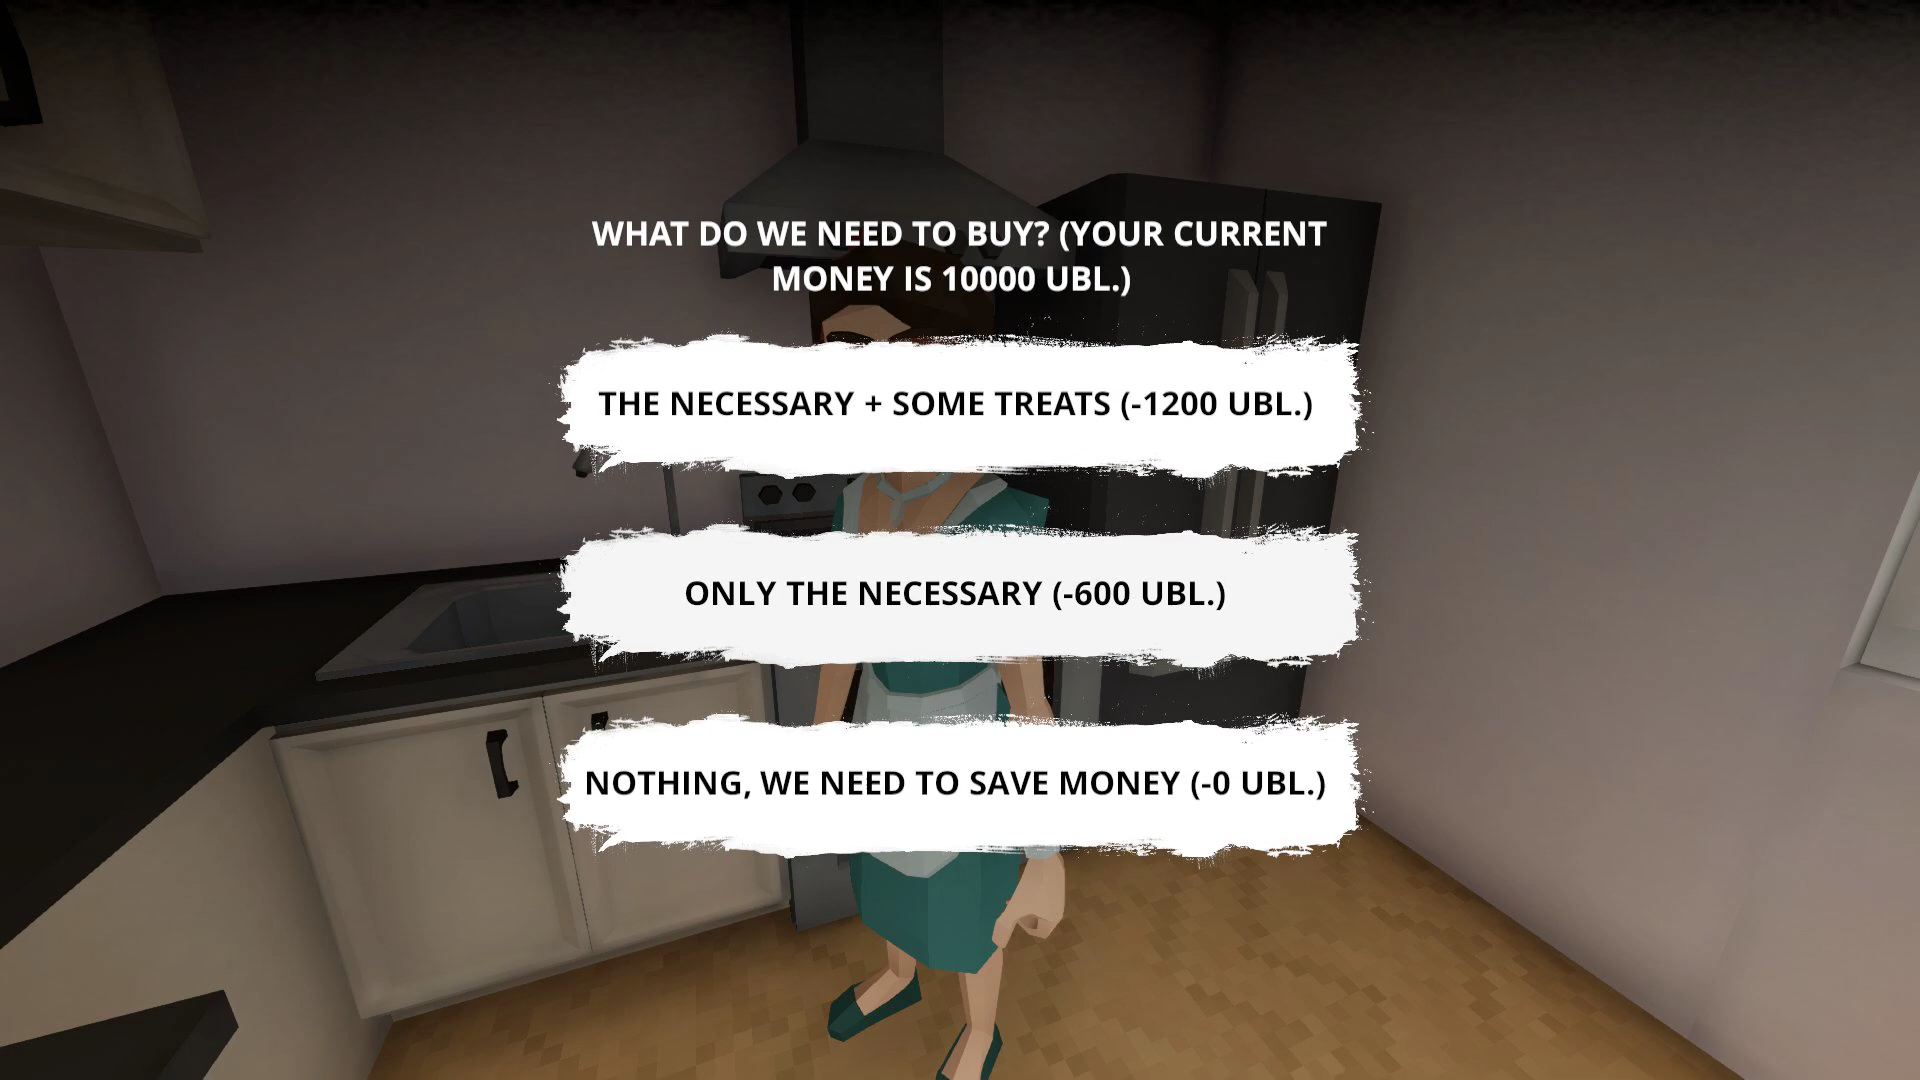 WHAT DO WE NEED TO BUY? (YOUR CURRENT
MONEY IS 10000 UBL.)
THE NECESSARY + SOME TREATS (-1200 UBL.)
ONLY THE NECESSARY (-600 UBL.)
NOTHING, WE NEED TO SAVE MONEY (-0 UBL.)